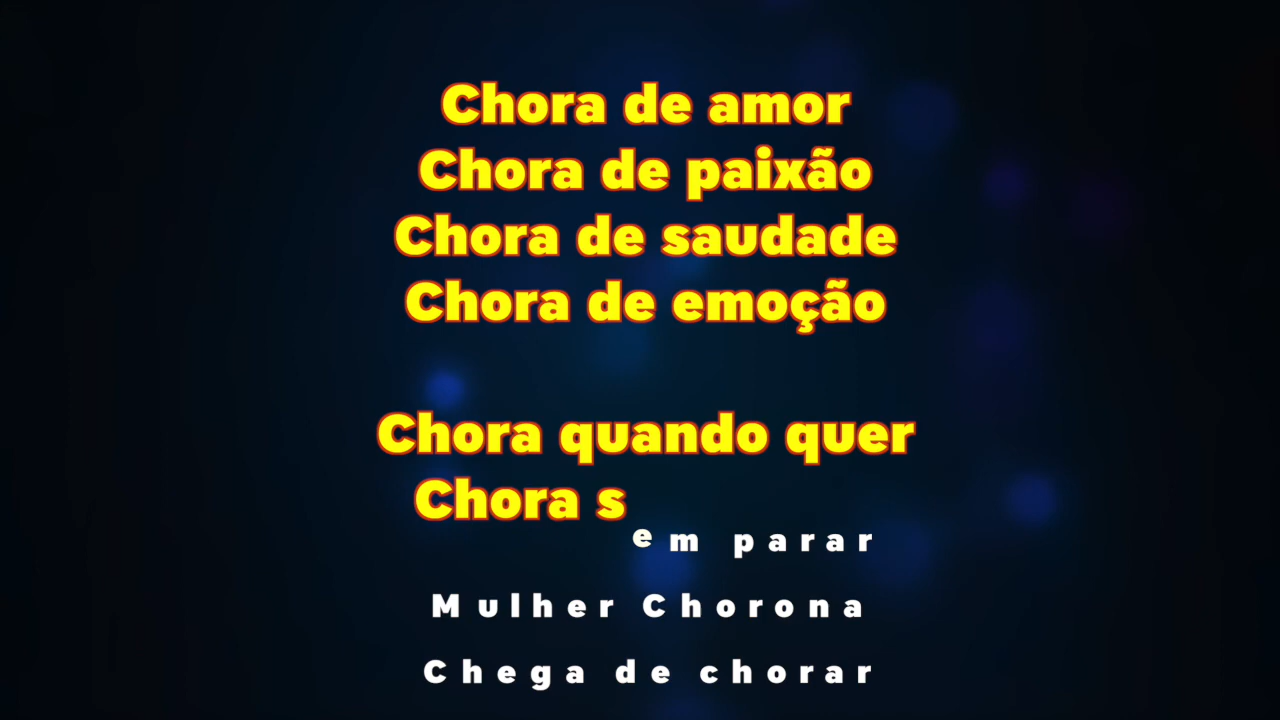 Chora de amor
Chora de paixão
Chora de saudade
Chora de emoção
Chora quando quer
Chora sem parar
Mulher Chorona
Chega de chorar